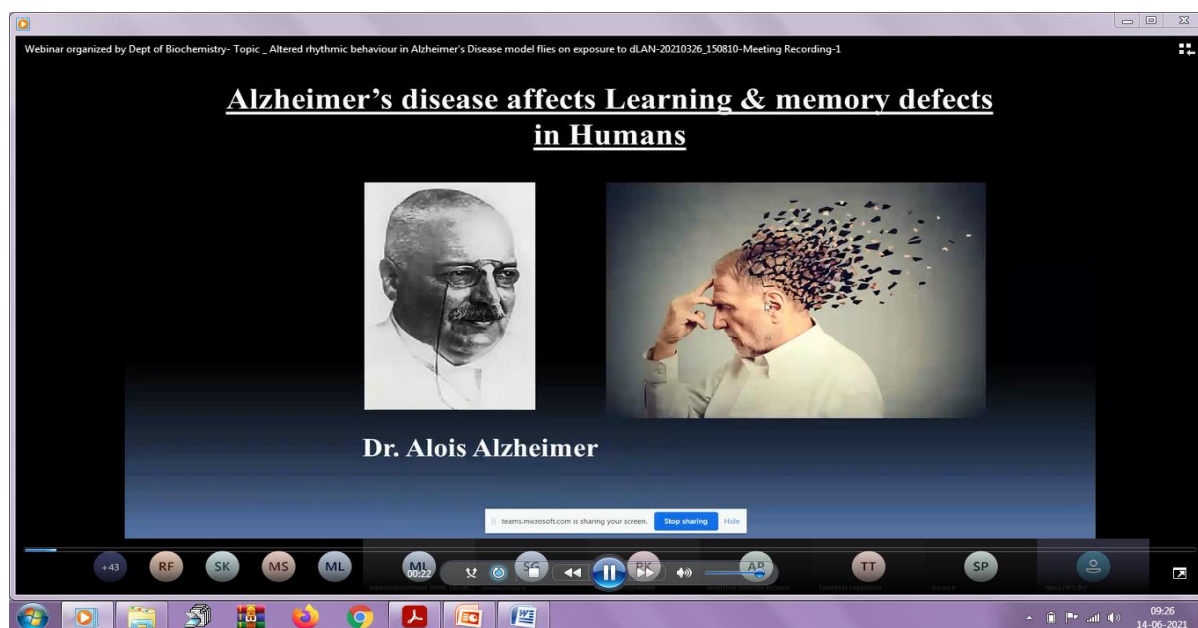 Webinar organized by Dept of Biochemistry- Topic _ Altered rhythmic behaviour in Alzheimer's Disease model flies on exposure to dLAN-20210326_150810-Meeting Recording-1
Alzheimer's disease affects Learning & memory defects
in Humans
Dr. Alois Alzheimer
teams.microsoft.com is sharing your screen. Stop sharing Hide
+43 RF SK MS ML ML SG RK AP TT SP
00:22
09:26
14-06-2021